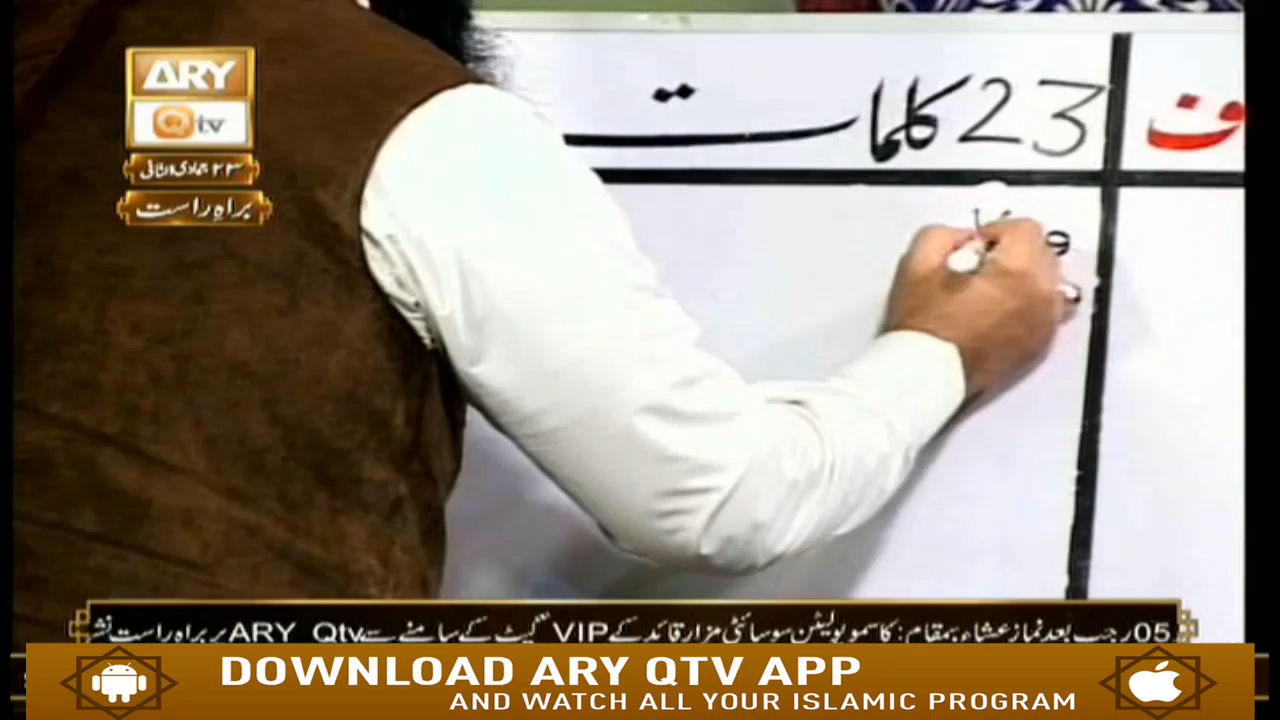 ARY
Qtv
۲۳ جمادی الثانی
براہِ راست
23 کلمات
ف
و
05 رجب بعد نماز عشاء بمقام: کاسموپولیٹن سوسائٹی مزار قائد کے VIP گیٹ کے سامنے سے ARY Qtv پر براہ راست نش
DOWNLOAD ARY QTV APP
AND WATCH ALL YOUR ISLAMIC PROGRAM